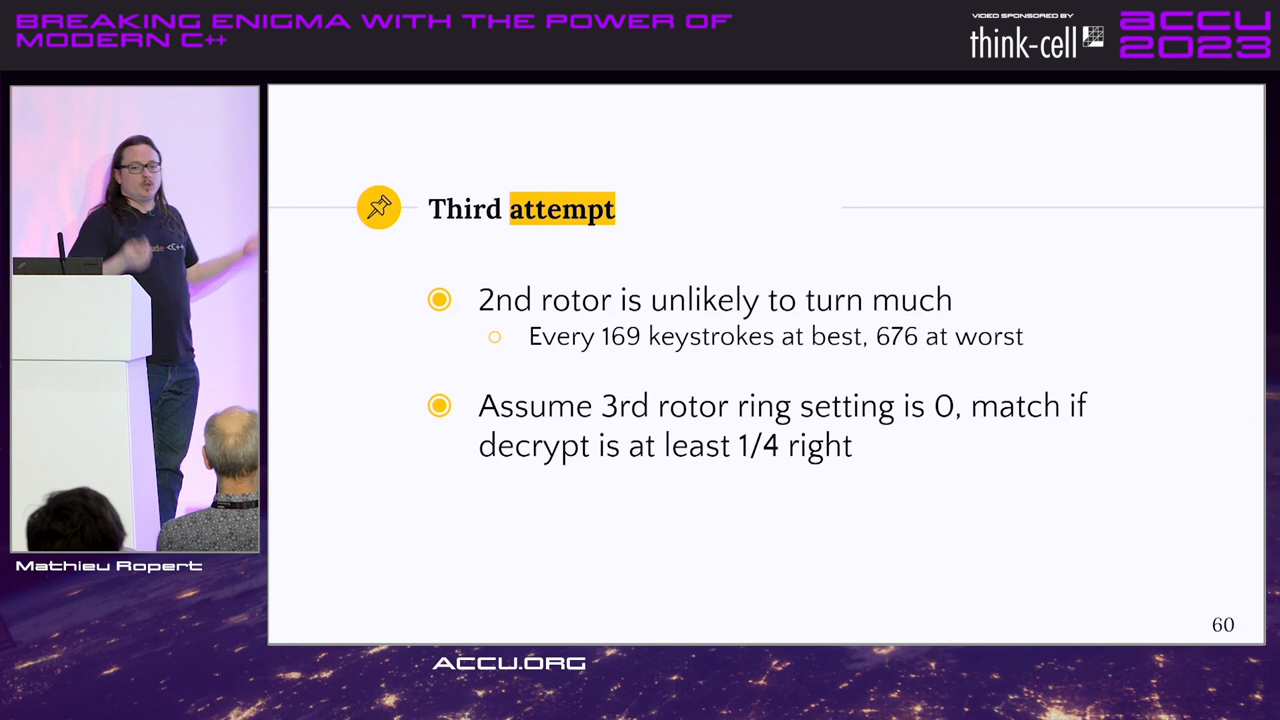 BREAKING ENIGMA WITH THE POWER OF
MODERN C++
VIDEO SPONSORED BY
think-cell
ACCU
2023
Third attempt
2nd rotor is unlikely to turn much
Every 169 keystrokes at best, 676 at worst
Assume 3rd rotor ring setting is 0, match if
decrypt is at least 1/4 right
60
ude <C++
Mathieu Ropert
ACCU.ORG